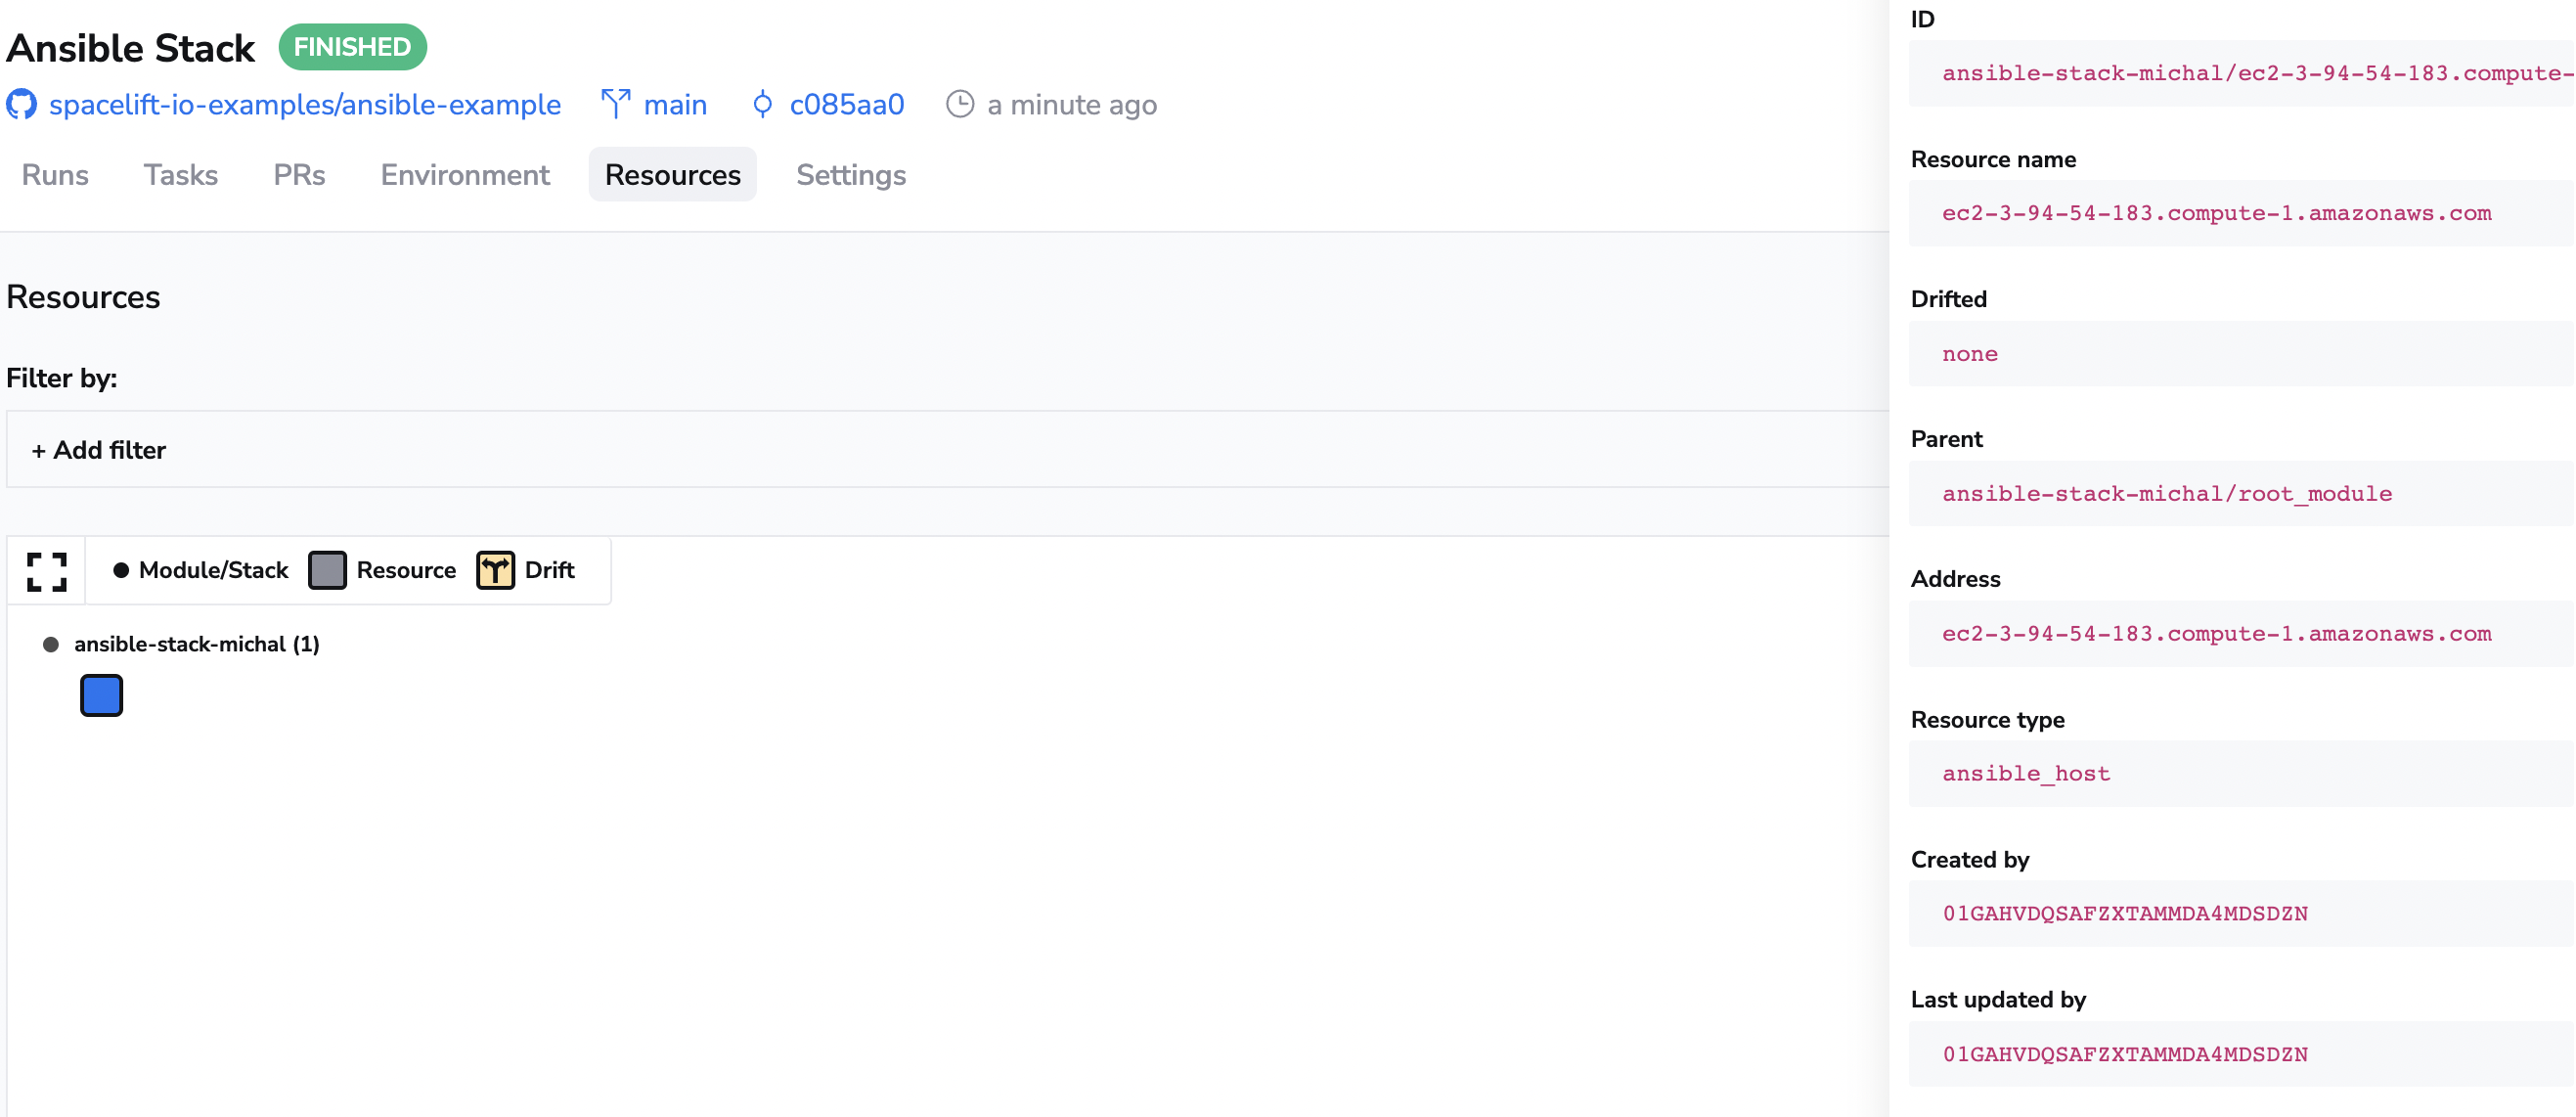 Ansible Stack FINISHED
spacelift-io-examples/ansible-example main c085aa0 a minute ago
Runs Tasks PRs Environment Resources Settings
Resources
Filter by:
+ Add filter
Module/Stack Resource Drift
ansible-stack-michal (1)
ID
ansible-stack-michal/ec2-3-94-54-183.compute-
Resource name
ec2-3-94-54-183.compute-1.amazonaws.com
Drifted
none
Parent
ansible-stack-michal/root_module
Address
ec2-3-94-54-183.compute-1.amazonaws.com
Resource type
ansible_host
Created by
01GAHVDQSAFZXTAMMDA4MDSDZN
Last updated by
01GAHVDQSAFZXTAMMDA4MDSDZN